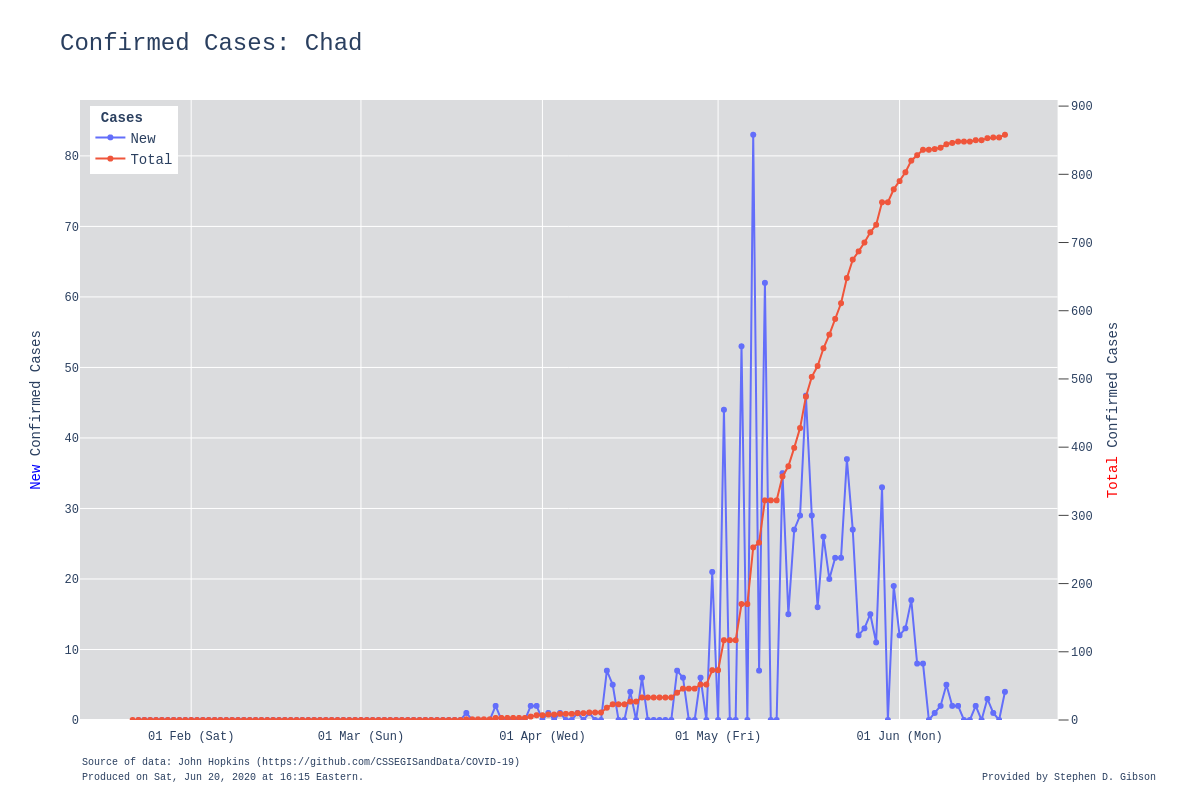 Confirmed Cases: Chad
Cases
New
Total
900
800
700
600
500
400
300
200
100
0
80
70
60
50
40
30
20
10
0
New Confirmed Cases
Total Confirmed Cases
01 Feb (Sat)
01 Mar (Sun)
01 Apr (Wed)
01 May (Fri)
01 Jun (Mon)
Source of data: John Hopkins (https://github.com/CSSEGISandData/COVID-19)
Produced on Sat, Jun 20, 2020 at 16:15 Eastern.
Provided by Stephen D. Gibson